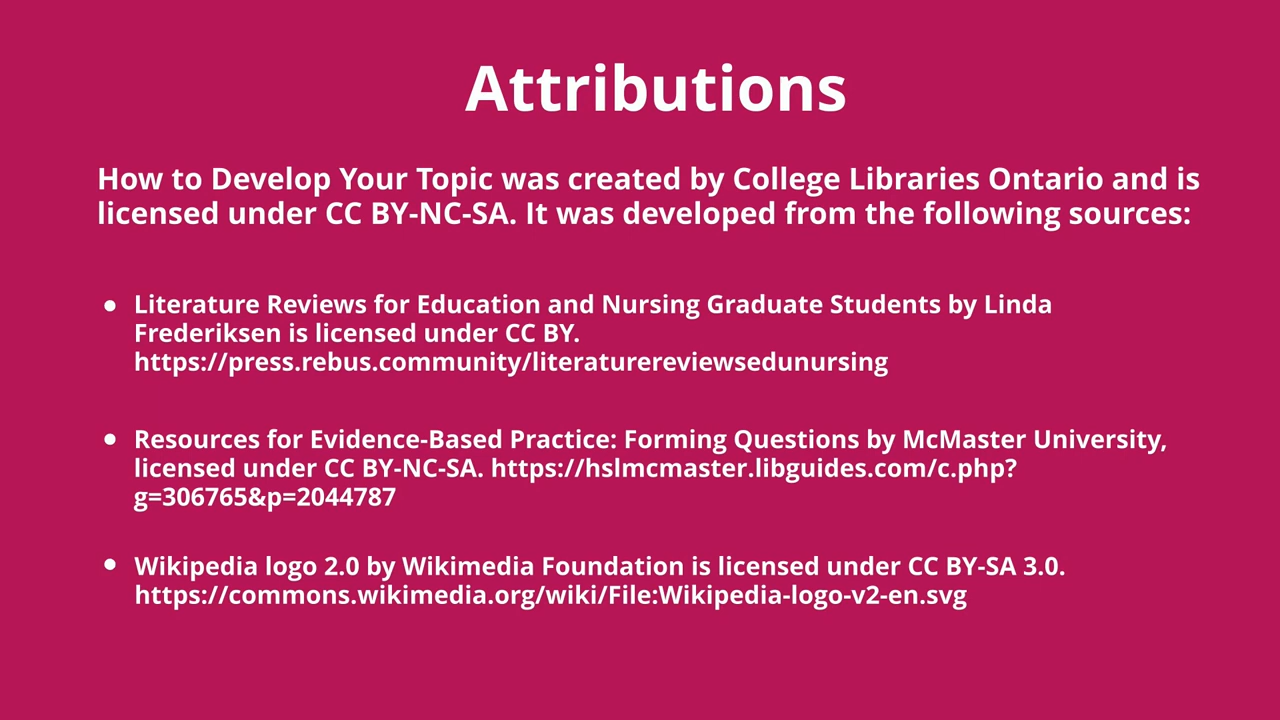 Attributions
How to Develop Your Topic was created by College Libraries Ontario and is
licensed under CC BY-NC-SA. It was developed from the following sources:
• Literature Reviews for Education and Nursing Graduate Students by Linda
Frederiksen is licensed under CC BY.
https://press.rebus.community/literaturereviewsedunursing
• Resources for Evidence-Based Practice: Forming Questions by McMaster University,
licensed under CC BY-NC-SA. https://hslmcmaster.libguides.com/c.php?
g=306765&p=2044787
• Wikipedia logo 2.0 by Wikimedia Foundation is licensed under CC BY-SA 3.0.
https://commons.wikimedia.org/wiki/File:Wikipedia-logo-v2-en.svg